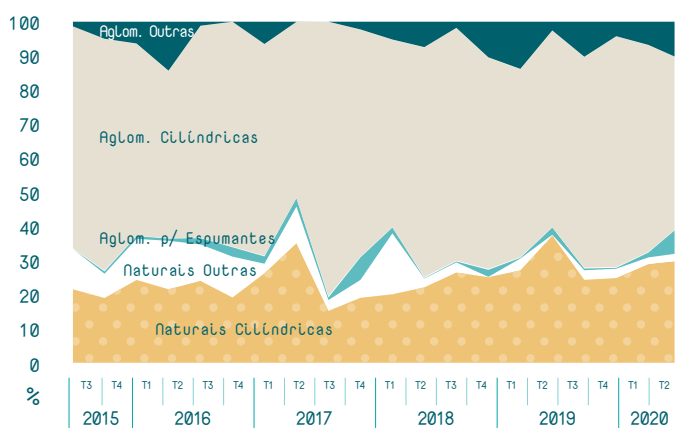 100
Aglom. Outras
90
80
70
Aglom. Cilíndricas
60
50
40
Aglom. p/ Espumantes
30
Naturais Outras
20
10
Naturais Cilíndricas
0
%
T3 T4 T1 T2 T3 T4 T1 T2 T3 T4 T1 T2 T3 T4 T1 T2 T3 T4 T1 T2
2015 2016 2017 2018 2019 2020